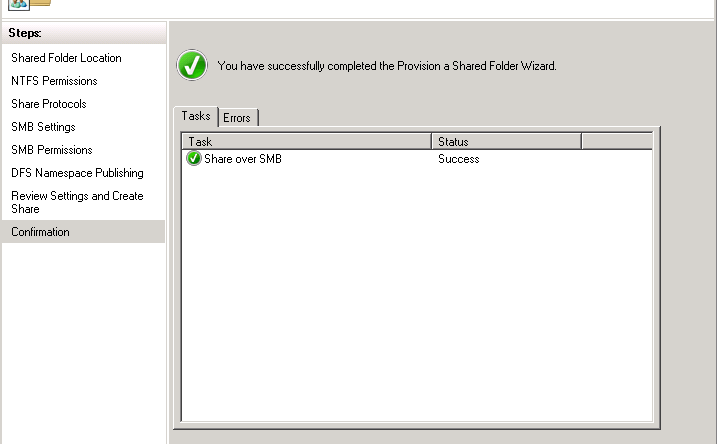 Steps:
Shared Folder Location
NTFS Permissions
Share Protocols
SMB Settings
SMB Permissions
DFS Namespace Publishing
Review Settings and Create
Share
Confirmation
You have successfully completed the Provision a Shared Folder Wizard.
Tasks Errors
Task Status
Share over SMB Success